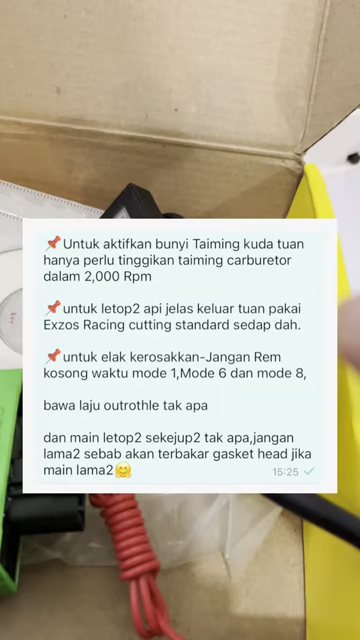 📌Untuk aktifkan bunyi Taiming kuda tuan
hanya perlu tinggikan taiming carburetor
dalam 2,000 Rpm
📌untuk letop2 api jelas keluar tuan pakai
Exzos Racing cutting standard sedap dah.
📌untuk elak kerosakkan-Jangan Rem
kosong waktu mode 1,Mode 6 dan mode 8,
bawa laju outrothle tak apa
dan main letop2 sekejup2 tak apa,jangan
lama2 sebab akan terbakar gasket head jika
main lama2🤗
15:25 ✓